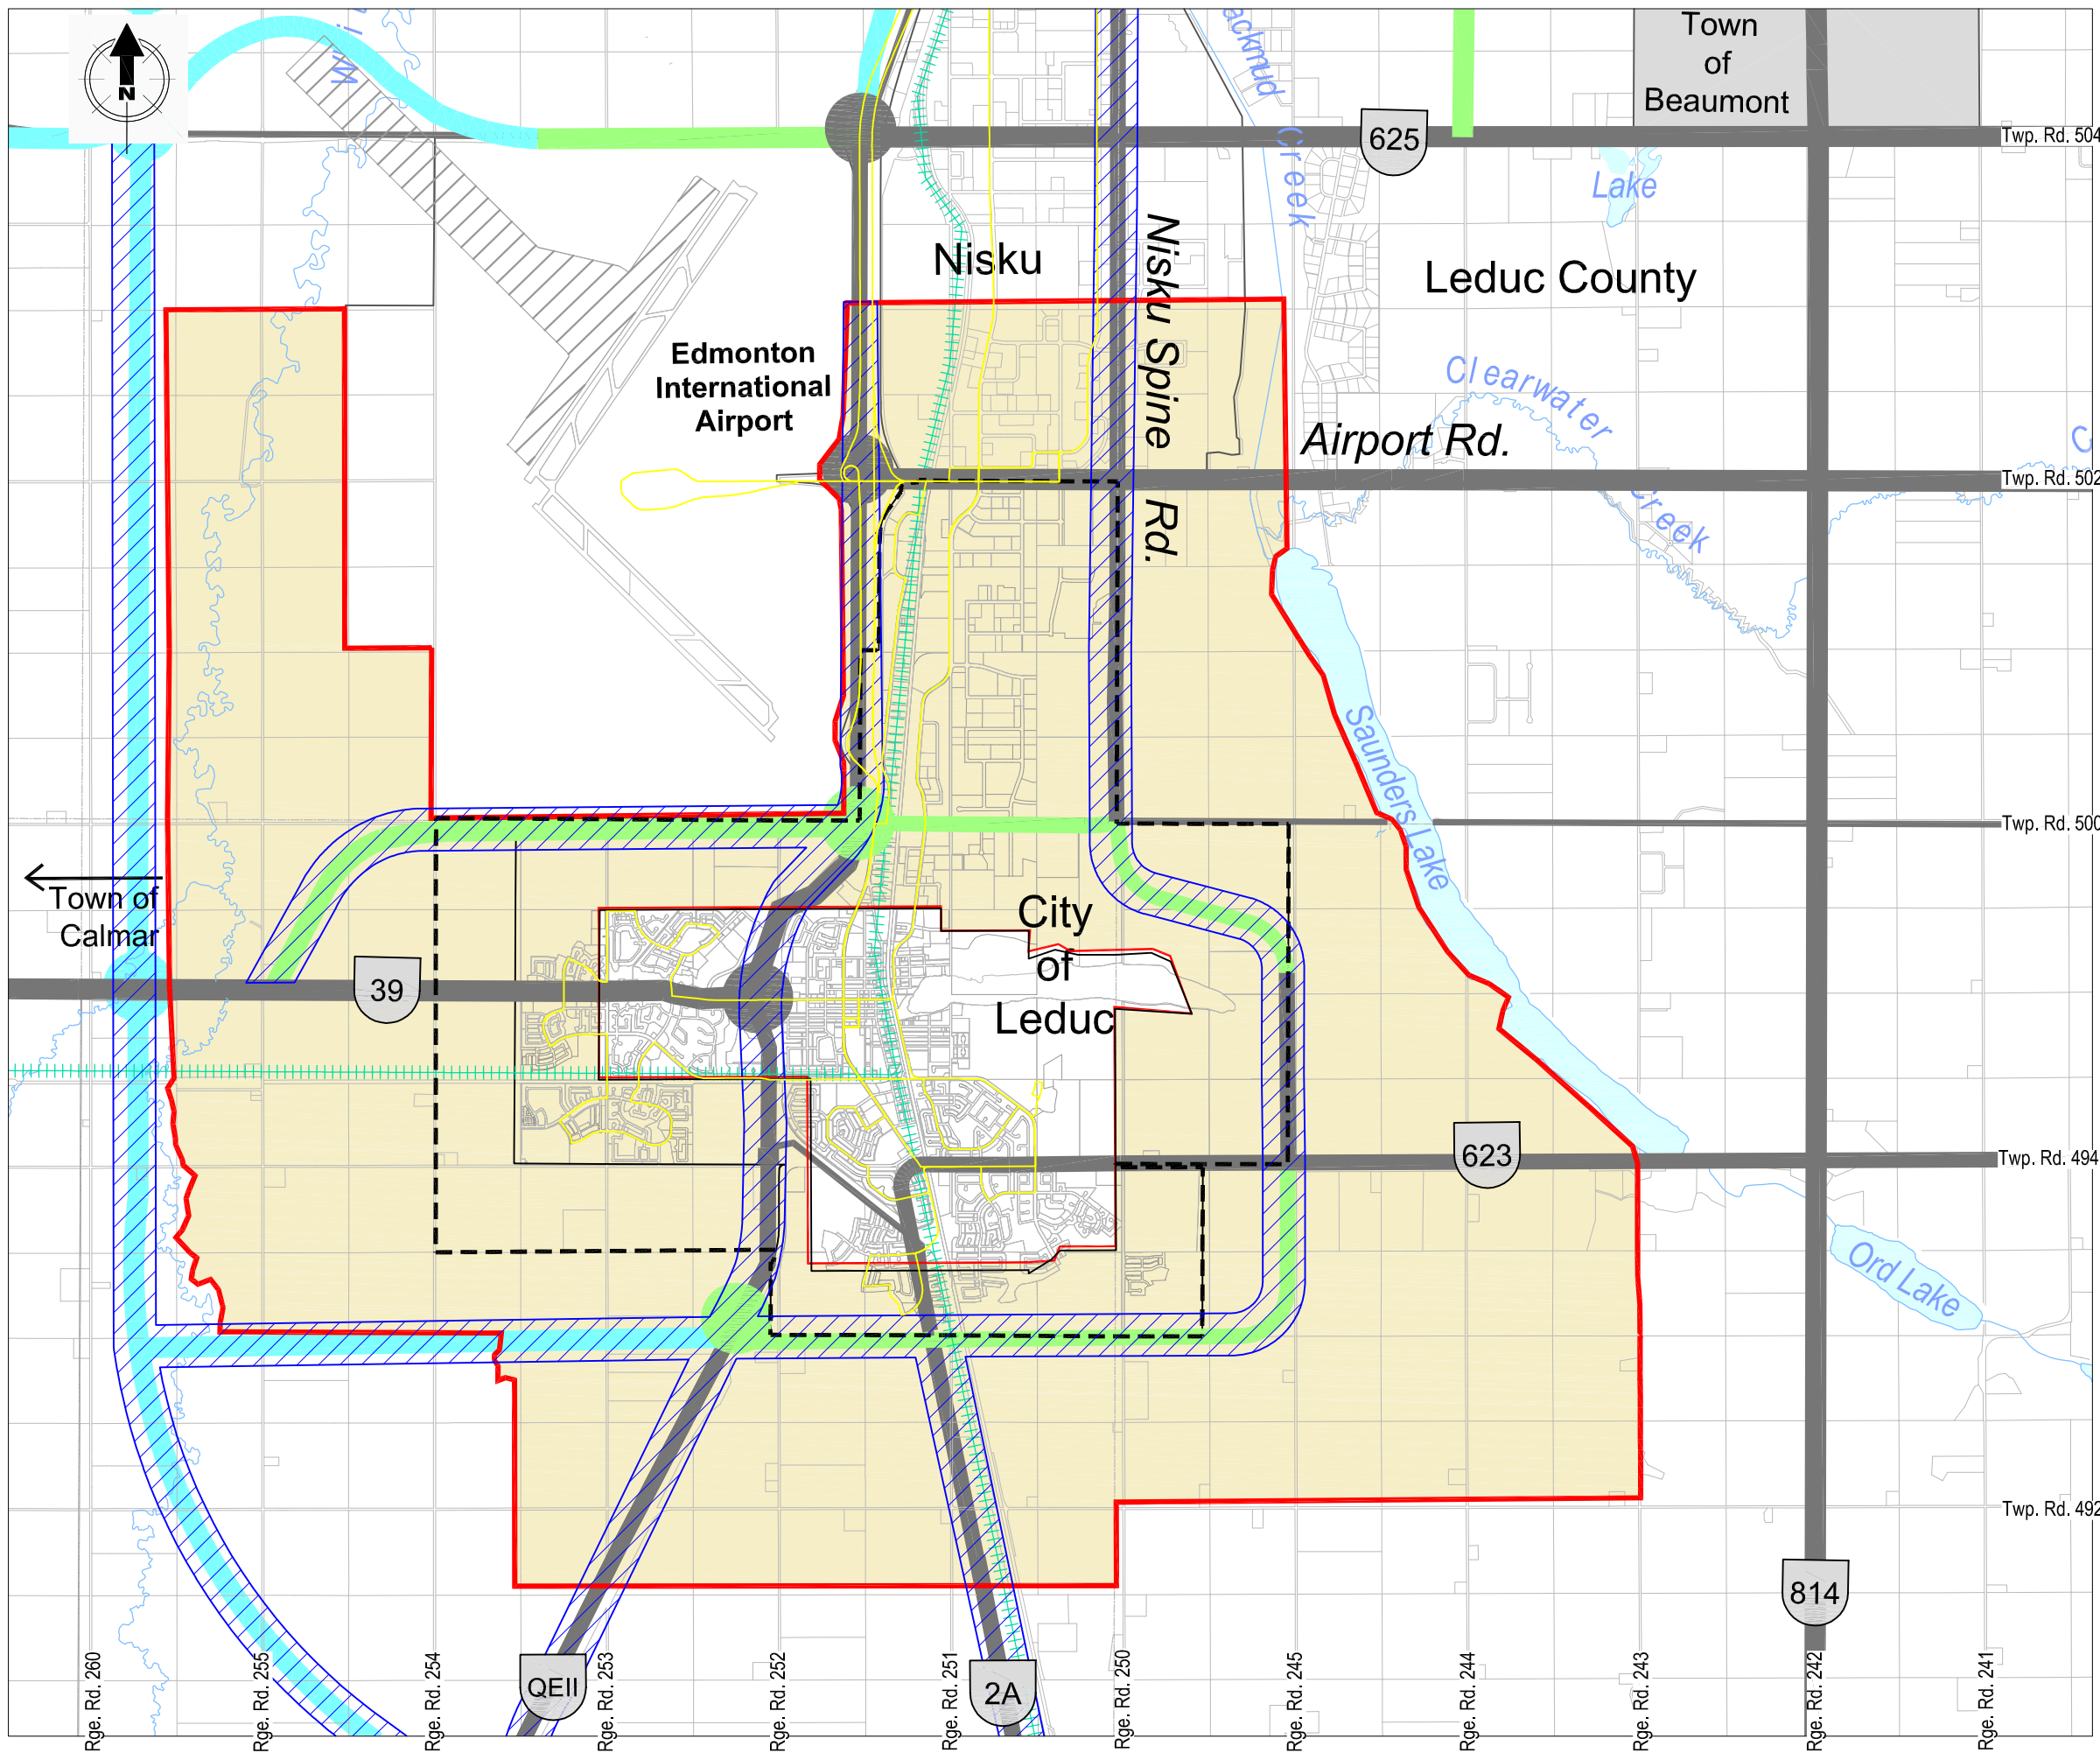 N
Town
of
Beaumont
ackmud
Creek
625
Twp. Rd. 504
Lake
Nisku
Nisku Spine Rd.
Leduc County
Edmonton
International
Airport
Clearwater
Creek
C
Airport Rd.
Twp. Rd. 502
Saunders Lake
Twp. Rd. 500
Town of
Calmar
City
of
Leduc
39
623
Twp. Rd. 494
Ord Lake
Twp. Rd. 492
814
QEII
2A
Rge. Rd. 260
Rge. Rd. 255
Rge. Rd. 254
Rge. Rd. 253
Rge. Rd. 252
Rge. Rd. 251
Rge. Rd. 250
Rge. Rd. 245
Rge. Rd. 244
Rge. Rd. 243
Rge. Rd. 242
Rge. Rd. 241